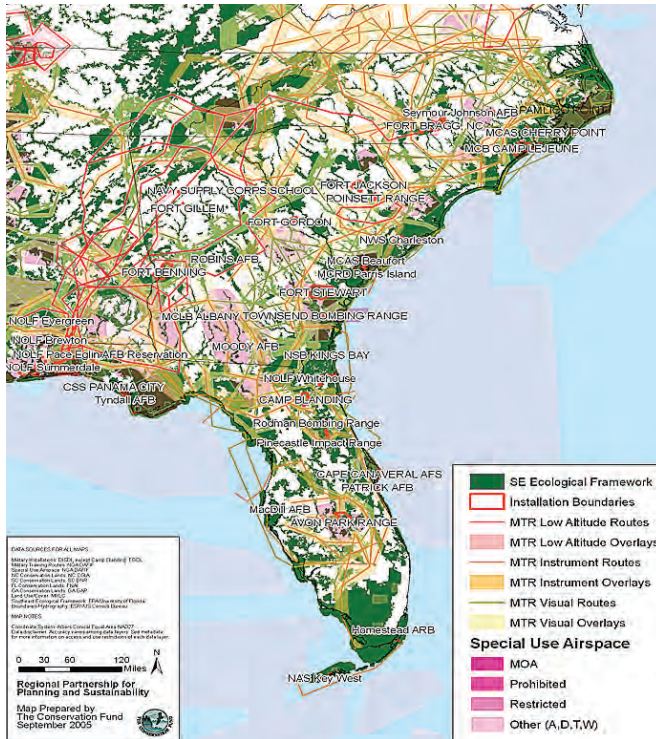 Seymour Johnson AFB
PAMLICO POINT
FORT BRAGG, NC
MCAS CHERRY POINT
MCB CAMP LEJEUNE
NAVY SUPPLY CORPS SCHOOL
FORT JACKSON
POINSETT RANGE
FORT GILLEM
FORT GORDON
NWS Charleston
ROBINS AFB
MCAS Beaufort
FORT BENNING
MCRD Parris Island
FORT STEWART
NOLF Evergreen
MCLB ALBANY
TOWNSEND BOMBING RANGE
NOLF Brewton
MOODY AFB
NOLF Pace
Eglin AFB Reservation
NSB KINGS BAY
NOLF Summerdale
NOLF Whitehouse
CSS PANAMA CITY
Tyndall AFB
CAMP BLANDING
Rodman Bombing Range
Pinecastle Impact Range
CAPE CANAVERAL AFS
PATRICK AFB
MacDill AFB
AVON PARK RANGE
Homestead ARB
NAS Key West
SE Ecological Framework
Installation Boundaries
MTR Low Altitude Routes
MTR Low Altitude Overlays
MTR Instrument Routes
MTR Instrument Overlays
MTR Visual Routes
MTR Visual Overlays
Special Use Airspace
MOA
Prohibited
Restricted
Other (A,D,T,W)
DATA SOURCES FOR ALL MAPS
MAP NOTES
0 30 60 120
Miles
N
Regional Partnership for
Planning and Sustainability
Map Prepared by
The Conservation Fund
September 2005